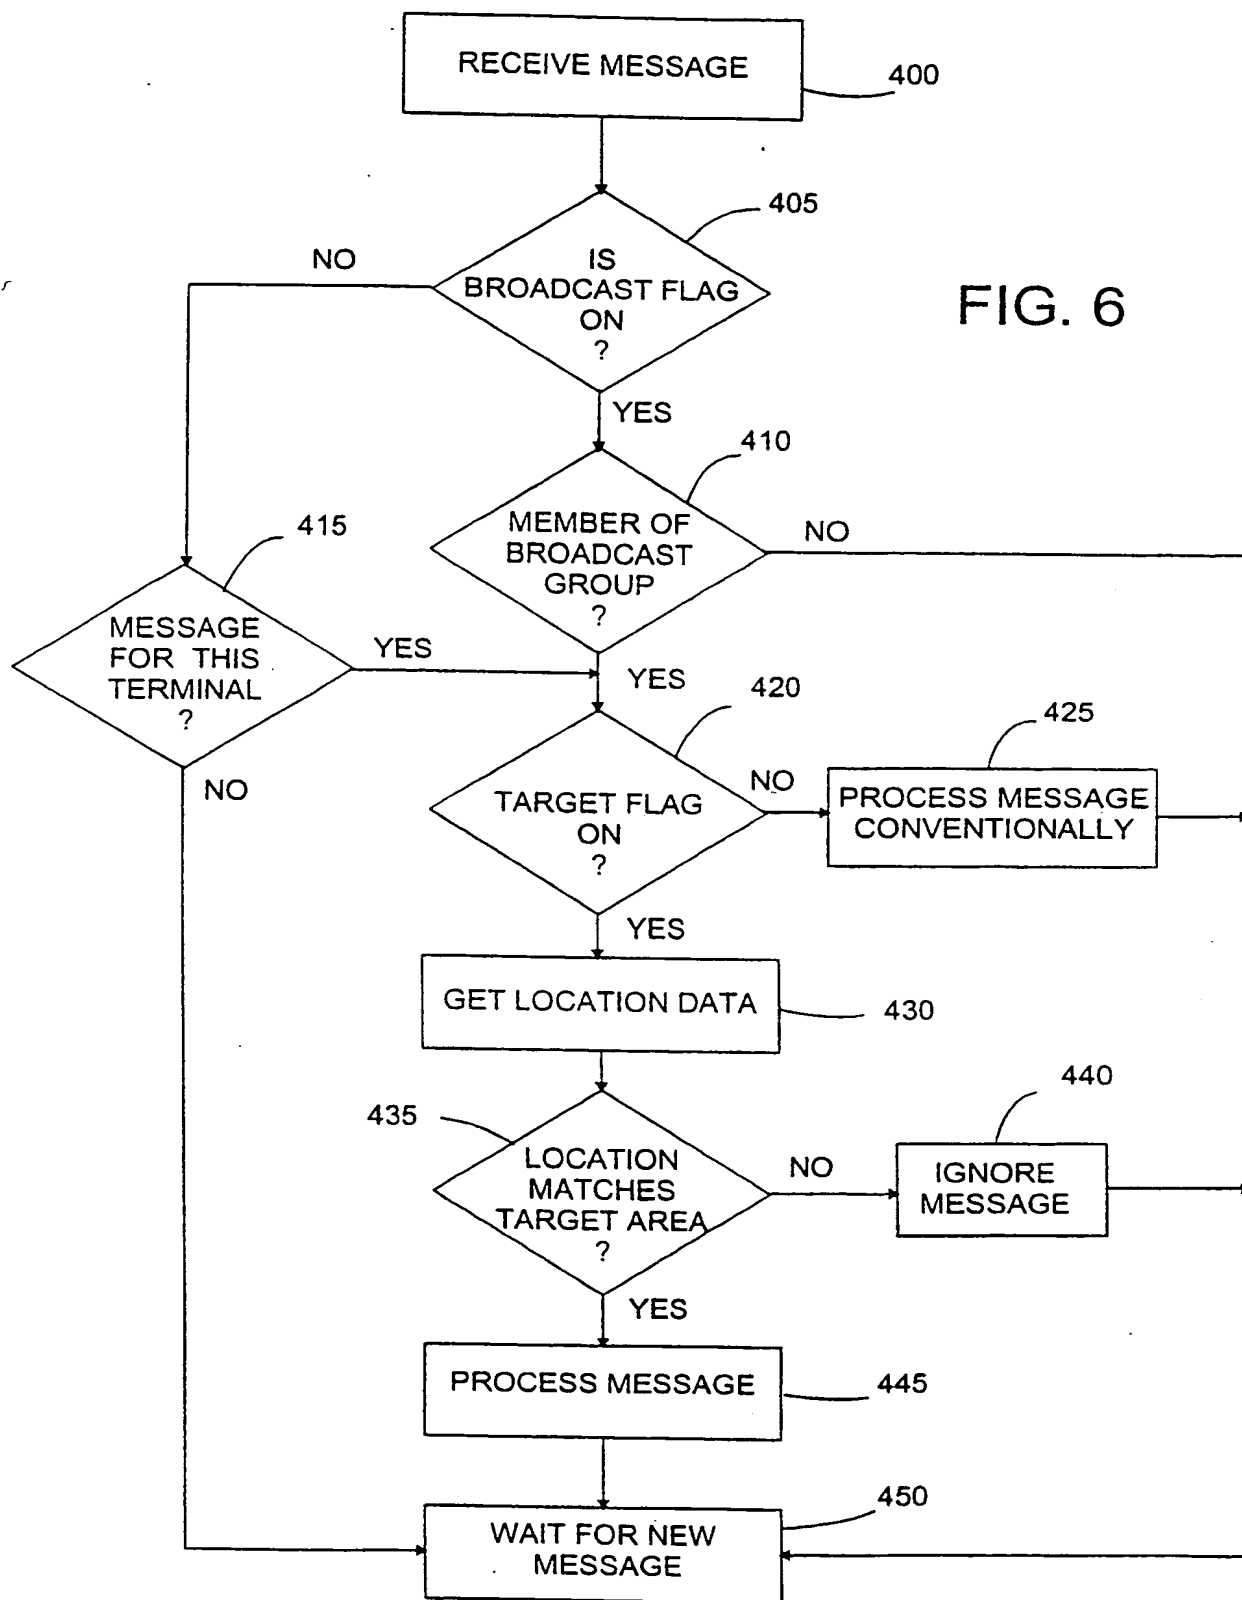 RECEIVE MESSAGE
400
405
NO
IS
BROADCAST FLAG
ON
?
FIG. 6
YES
410
MEMBER OF
BROADCAST
GROUP
?
NO
415
MESSAGE
FOR THIS
TERMINAL
?
YES
YES
NO
420
TARGET FLAG
ON
?
NO
425
PROCESS MESSAGE
CONVENTIONALLY
YES
GET LOCATION DATA
430
435
LOCATION
MATCHES
TARGET AREA
?
NO
440
IGNORE
MESSAGE
YES
PROCESS MESSAGE
445
450
WAIT FOR NEW
MESSAGE